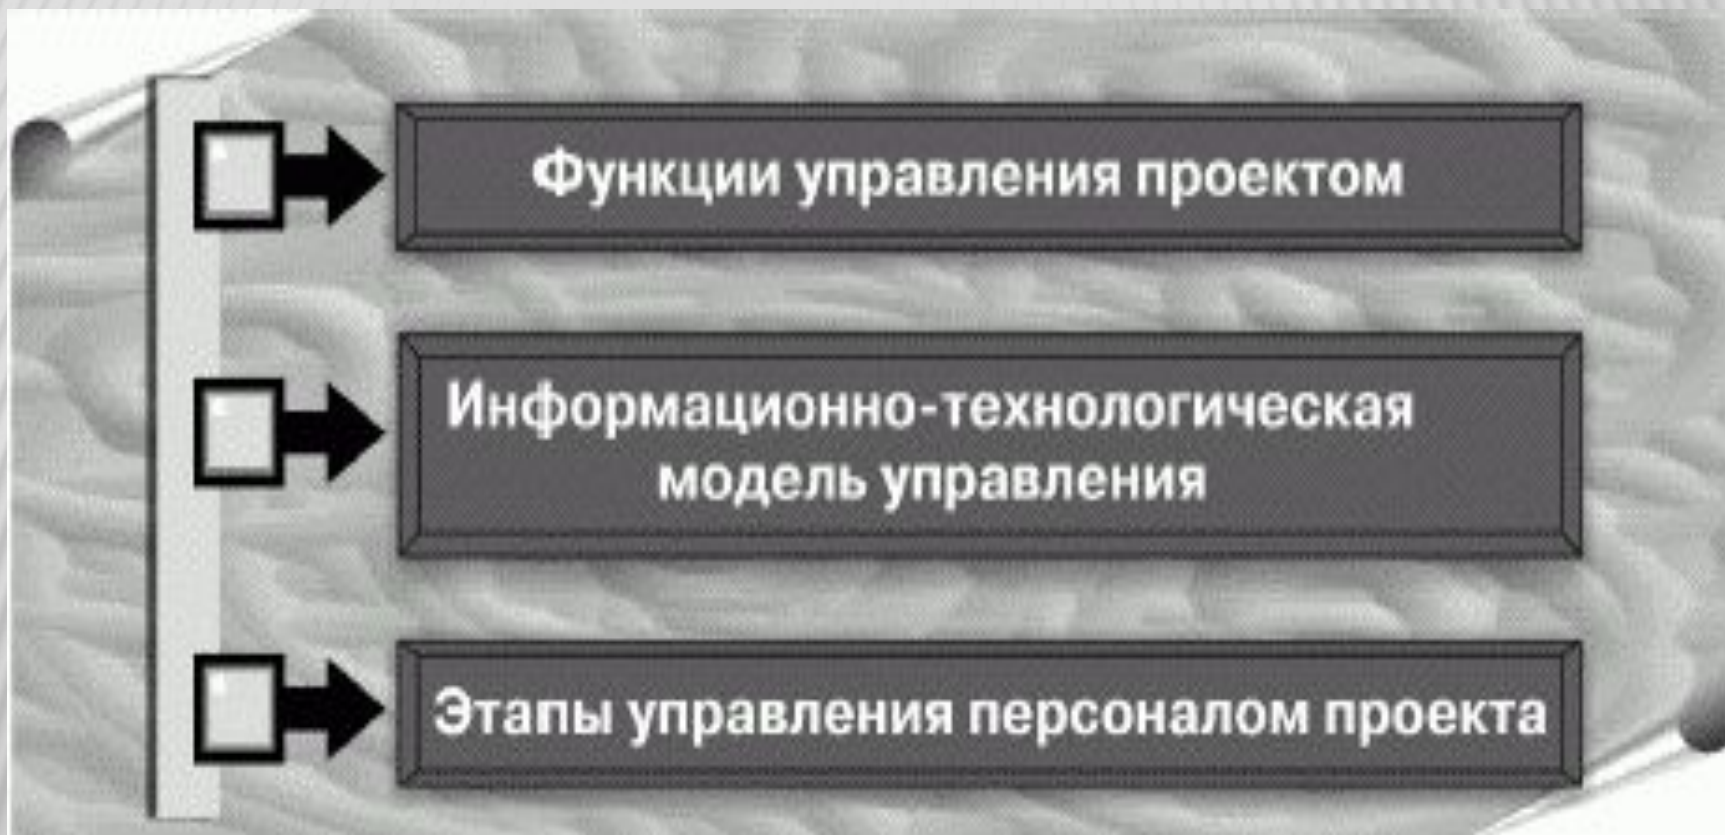 Функции управления проектом
Информационно-технологическая
модель управления
Этапы управления персоналом проекта